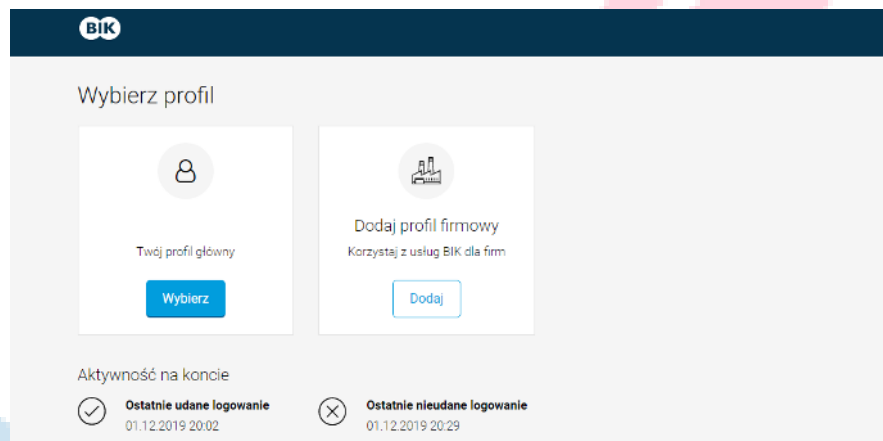 BIK
Wybierz profil
Twój profil główny
Wybierz
Dodaj profil firmowy
Korzystaj z usług BIK dla firm
Dodaj
Aktywność na koncie
Ostatnie udane logowanie
01.12.2019 20:02
Ostatnie nieudane logowanie
01.12.2019 20:29